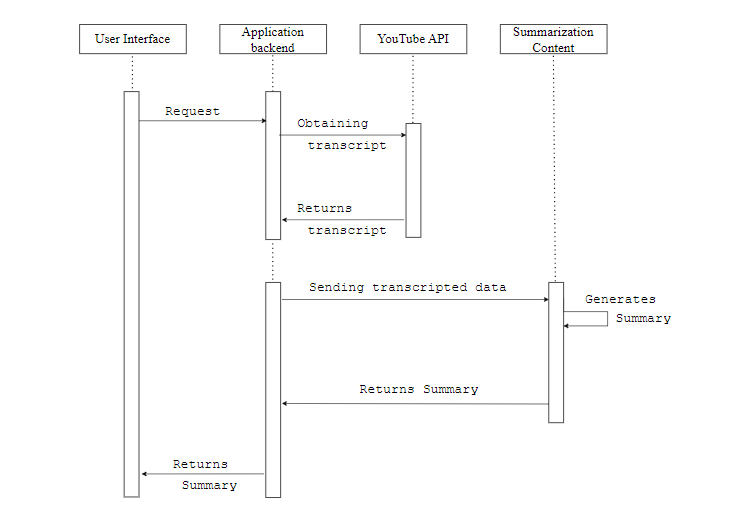 User Interface
Application
backend
YouTube API
Summarization
Content
Request
Obtaining
transcript
Returns
transcript
Sending transcripted data
Generates
Summary
Returns Summary
Returns
Summary